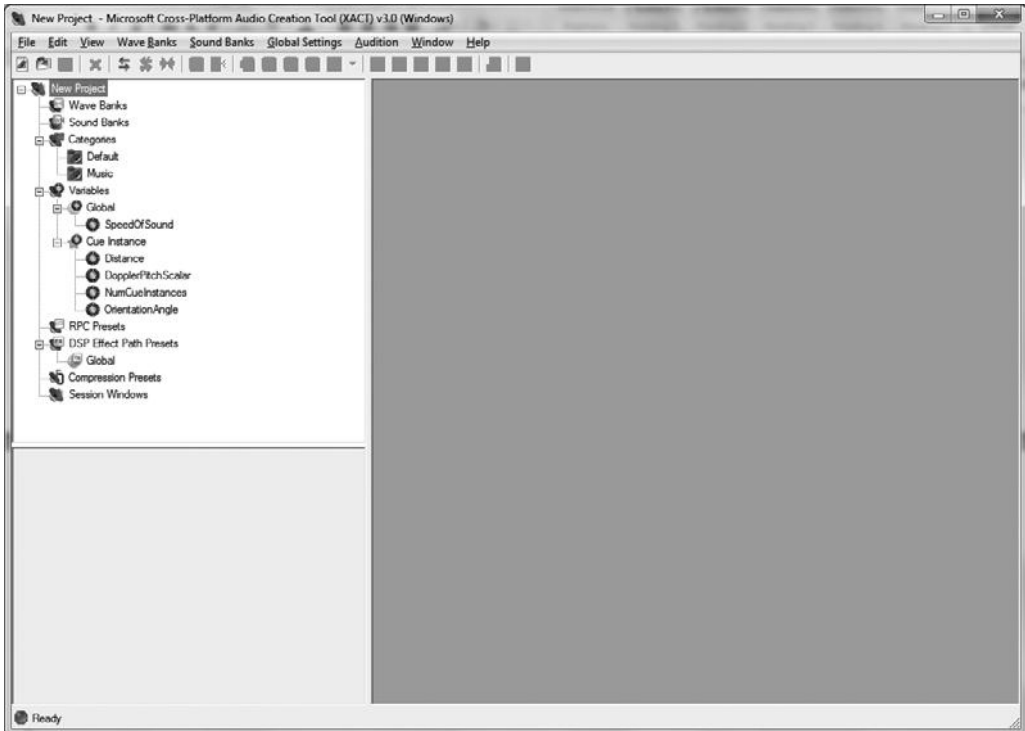 New Project - Microsoft Cross-Platform Audio Creation Tool (XACT) v3.0 (Windows)
File Edit View Wave Banks Sound Banks Global Settings Audition Window Help
New Project
Wave Banks
Sound Banks
Categories
Default
Music
Variables
Global
SpeedOfSound
Cue Instance
Distance
DopplerPitchScalar
NumCueInstances
OrientationAngle
RPC Presets
DSP Effect Path Presets
Global
Compression Presets
Session Windows
Ready